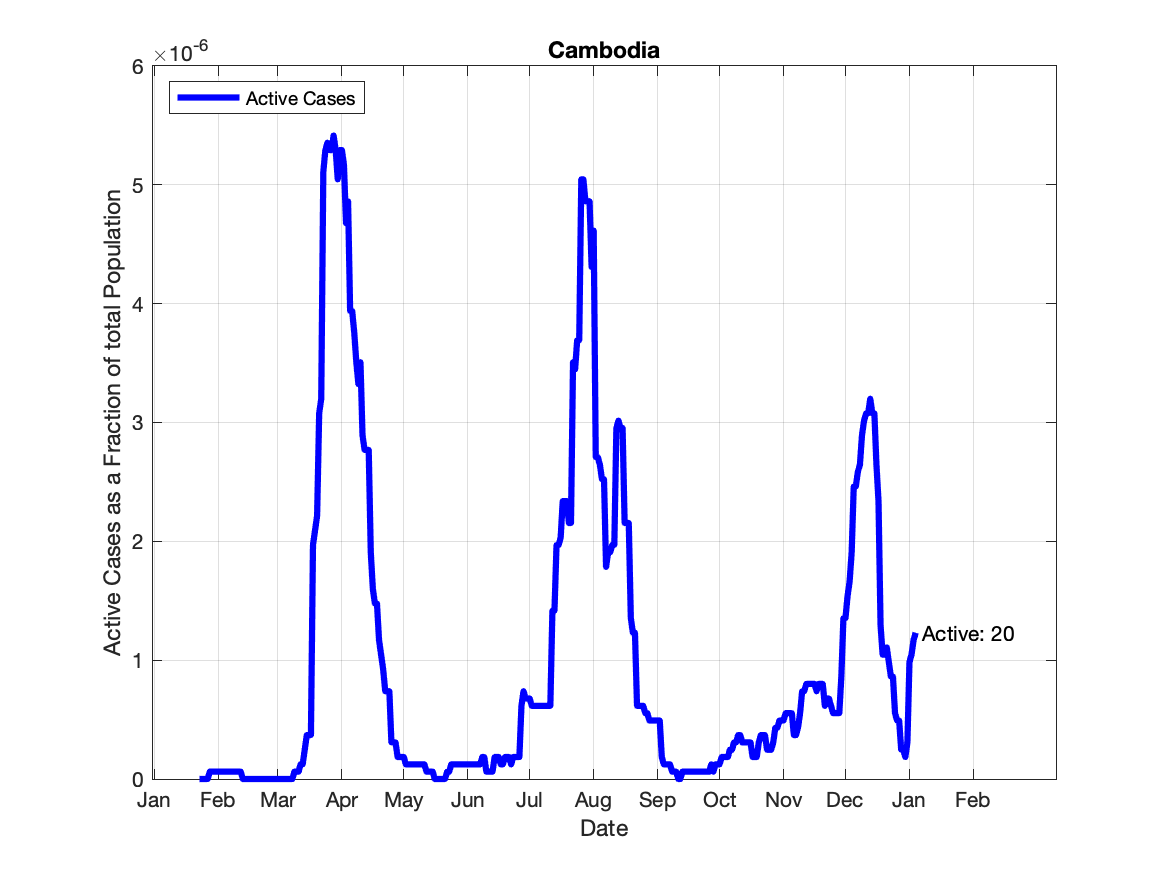 Cambodia
×10^-6
Active Cases
6
5
4
3
2
1
0
Active Cases as a Fraction of total Population
Active: 20
Jan Feb Mar Apr May Jun Jul Aug Sep Oct Nov Dec Jan Feb
Date